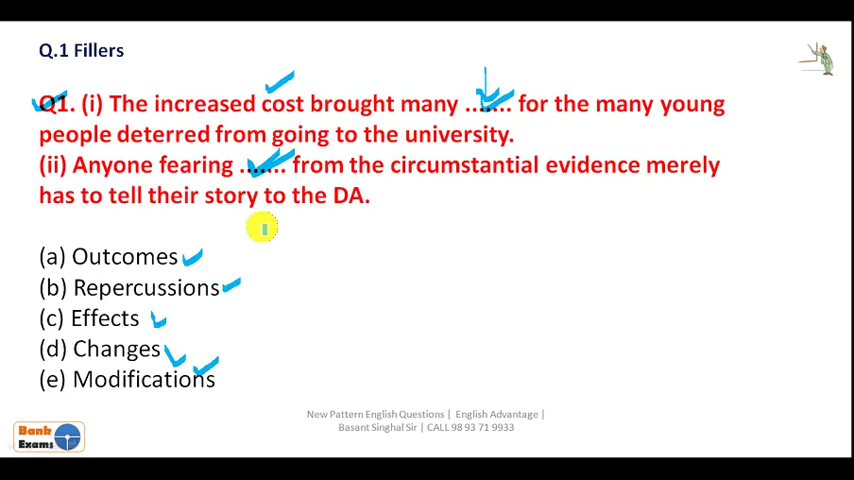 Q.1 Fillers
Q1. (i) The increased cost brought many ....... for the many young
people deterred from going to the university.
(ii) Anyone fearing ....... from the circumstantial evidence merely
has to tell their story to the DA.
(a) Outcomes
(b) Repercussions
(c) Effects
(d) Changes
(e) Modifications
New Pattern English Questions | English Advantage |
Basant Singhal Sir | CALL 98 93 71 9933
Bank
Exams